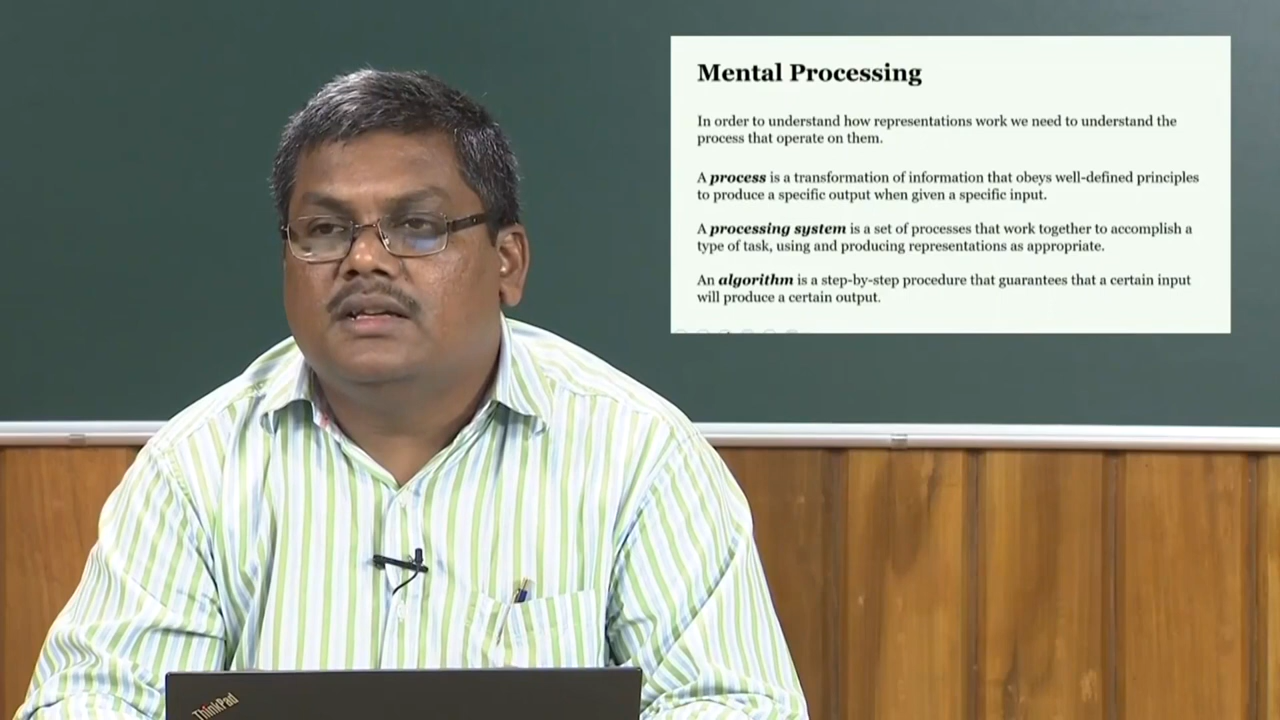 Mental Processing
In order to understand how representations work we need to understand the
process that operate on them.
A process is a transformation of information that obeys well-defined principles
to produce a specific output when given a specific input.
A processing system is a set of processes that work together to accomplish a
type of task, using and producing representations as appropriate.
An algorithm is a step-by-step procedure that guarantees that a certain input
will produce a certain output.
ThinkPad